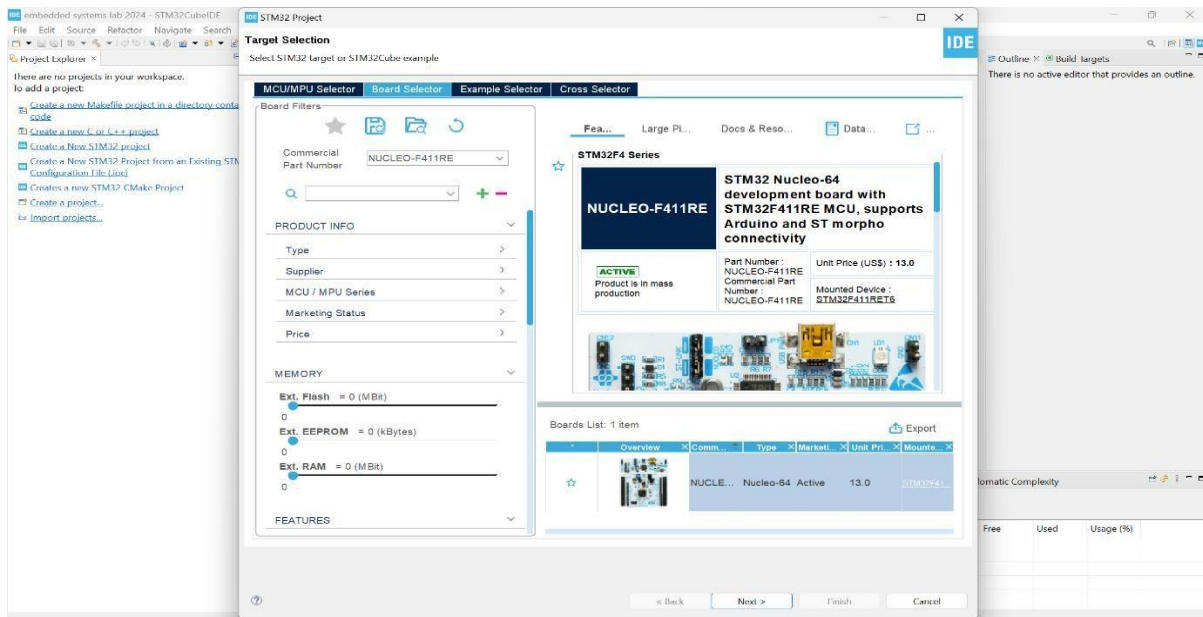 IDE embedded systems lab 2024 - STM32CubeIDE
File Edit Source Refactor Navigate Search
Project Explorer ×
There are no projects in your workspace.
To add a project:
Create a new Makefile project in a directory conta
code
Create a new C or C++ project
Create a New STM32 project
Create a New STM32 Project from an Existing STM
Configuration File (.ioc)
Creates a new STM32 CMake Project
Create a project...
Import projects...
IDE STM32 Project
Target Selection
Select STM32 target or STM32Cube example
IDE
MCU/MPU Selector Board Selector Example Selector Cross Selector
Board Filters
Commercial
Part Number
NUCLEO-F411RE
PRODUCT INFO
Type
Supplier
MCU / MPU Series
Marketing Status
Price
MEMORY
Ext. Flash = 0 (MBit)
0
Ext. EEPROM = 0 (kBytes)
0
Ext. RAM = 0 (MBit)
0
FEATURES
Fea... Large Pi... Docs & Reso... Data... ...
STM32F4 Series
NUCLEO-F411RE
STM32 Nucleo-64
development board with
STM32F411RE MCU, supports
Arduino and ST morpho
connectivity
ACTIVE
Product is in mass
production
Part Number :
NUCLEO-F411RE
Commercial Part
Number :
NUCLEO-F411RE
Unit Price (US$) : 13.0
Mounted Device :
STM32F411RET6
Boards List: 1 item
Export
* Overview Comm... Type Marketi... Unit Pri... Mounte...
NUCLE... Nucleo-64 Active 13.0 STM32F41...
< Back Next > Finish Cancel
Outline × Build Targets
There is no active editor that provides an outline.
lomatic Complexity
Free Used Usage (%)